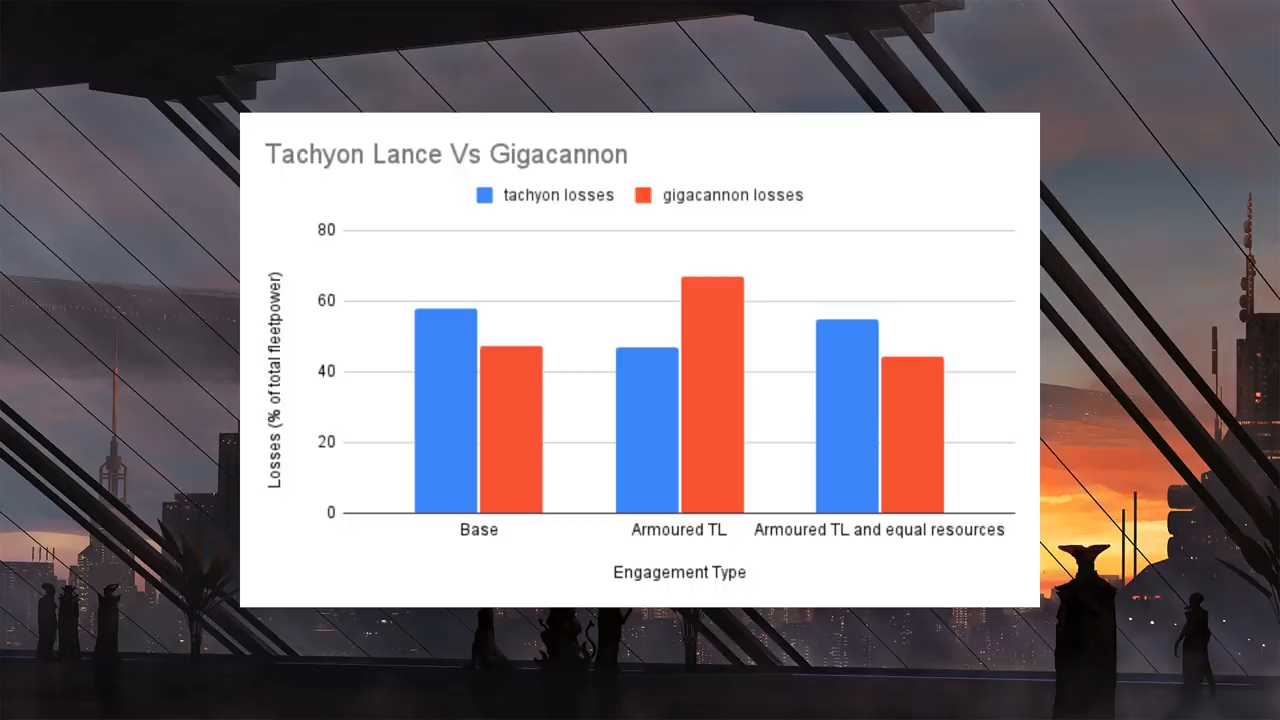 Tachyon Lance Vs Gigacannon
tachyon losses gigacannon losses
Losses (% of total fleetpower)
80
60
40
20
0
Base Armoured TL Armoured TL and equal resources
Engagement Type